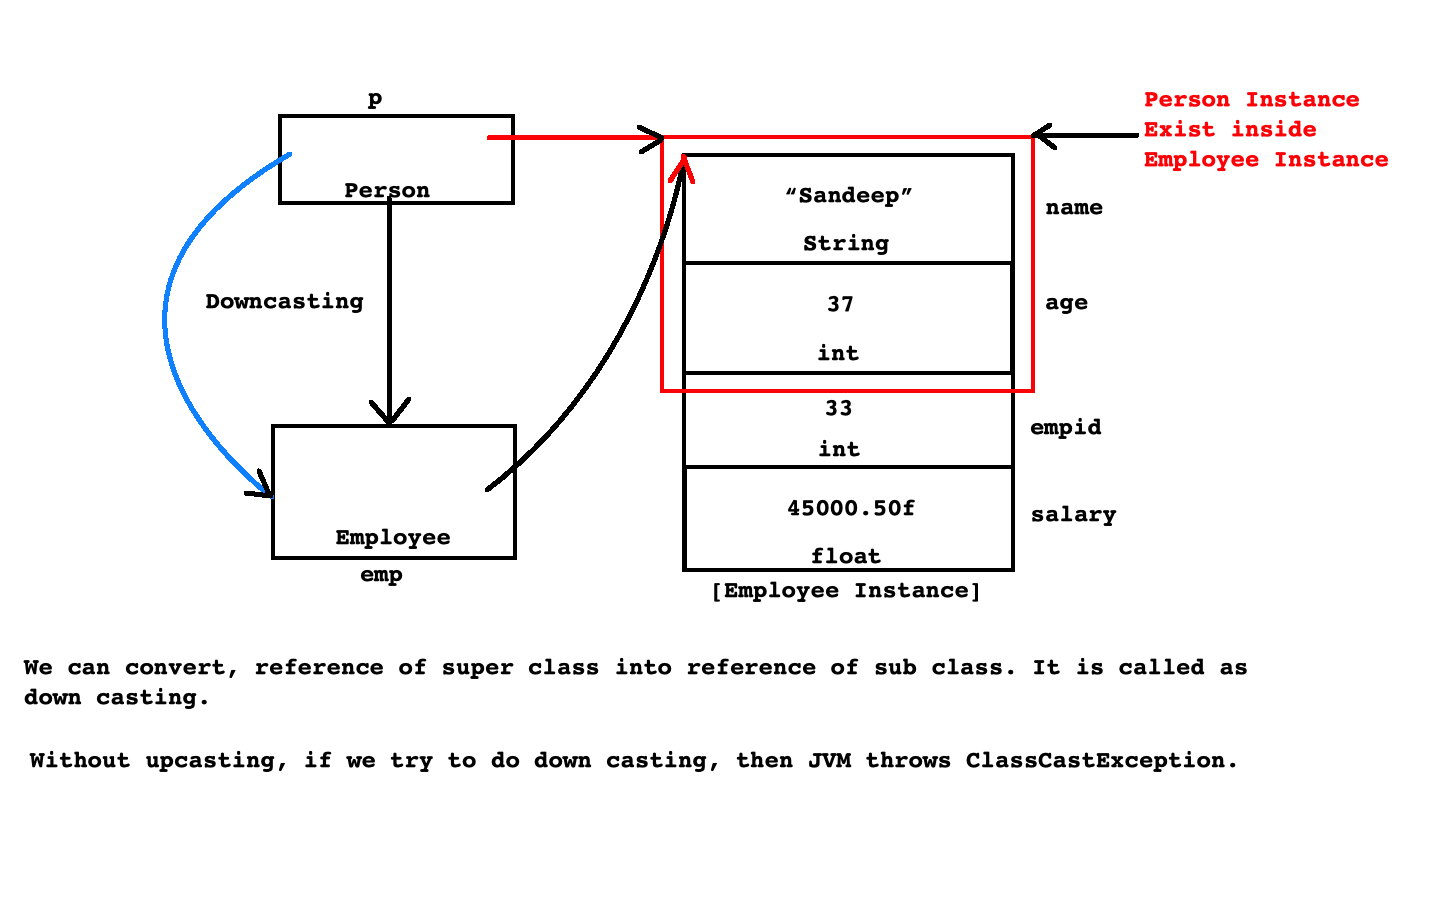 p
Person
Downcasting
Employee
emp
Person Instance
Exist inside
Employee Instance
“Sandeep”
String
name
37
int
age
33
int
empid
45000.50f
float
salary
[Employee Instance]
We can convert, reference of super class into reference of sub class. It is called as
down casting.
Without upcasting, if we try to do down casting, then JVM throws ClassCastException.